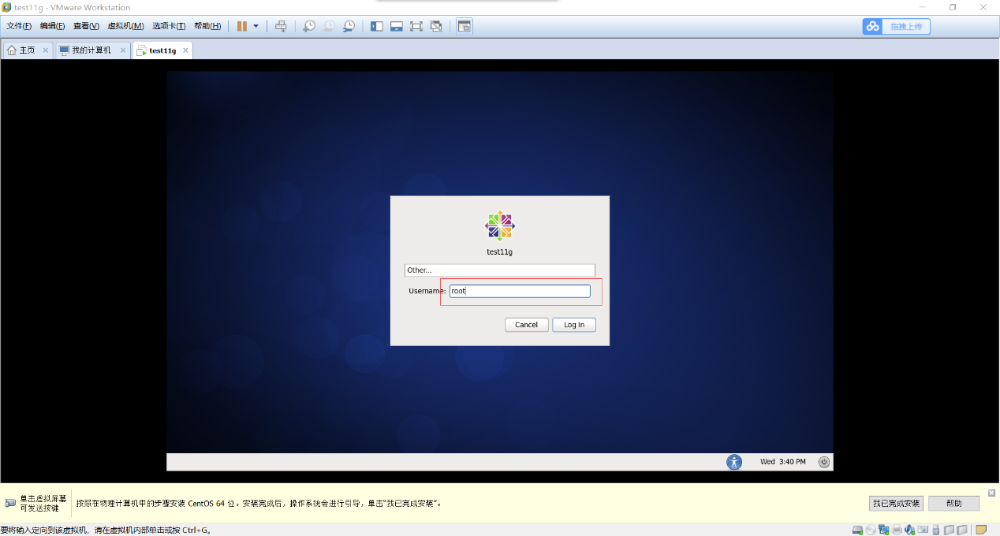 test11g - VMware Workstation
文件(F) 编辑(E) 查看(V) 虚拟机(M) 选项卡(T) 帮助(H)
拖拽上传
主页 我的计算机 test11g
test11g
Other...
Username: root
Cancel Log In
Wed 3:40 PM
单击虚拟屏幕
可发送按键
按照在物理计算机中的步骤安装 CentOS 64 位。安装完成后，操作系统会进行引导，单击“我已完成安装”。
我已完成安装 帮助
要将输入定向到该虚拟机，请在虚拟机内部单击或按 Ctrl+G。